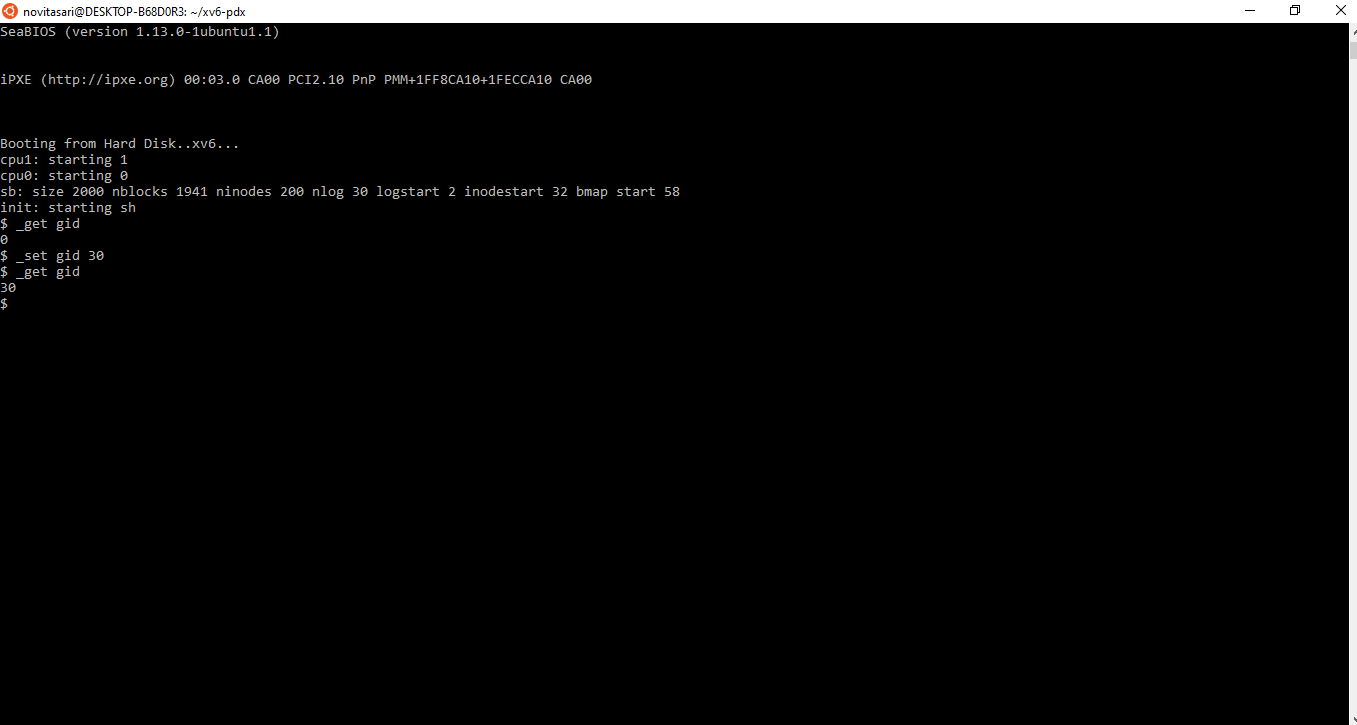 novitasari@DESKTOP-B68D0R3: ~/xv6-pdx
SeaBIOS (version 1.13.0-1ubuntu1.1)
iPXE (http://ipxe.org) 00:03.0 CA00 PCI2.10 PnP PMM+1FF8CA10+1FECCA10 CA00
Booting from Hard Disk..xv6...
cpu1: starting 1
cpu0: starting 0
sb: size 2000 nblocks 1941 ninodes 200 nlog 30 logstart 2 inodestart 32 bmap start 58
init: starting sh
$ _get gid
0
$ _set gid 30
$ _get gid
30
$